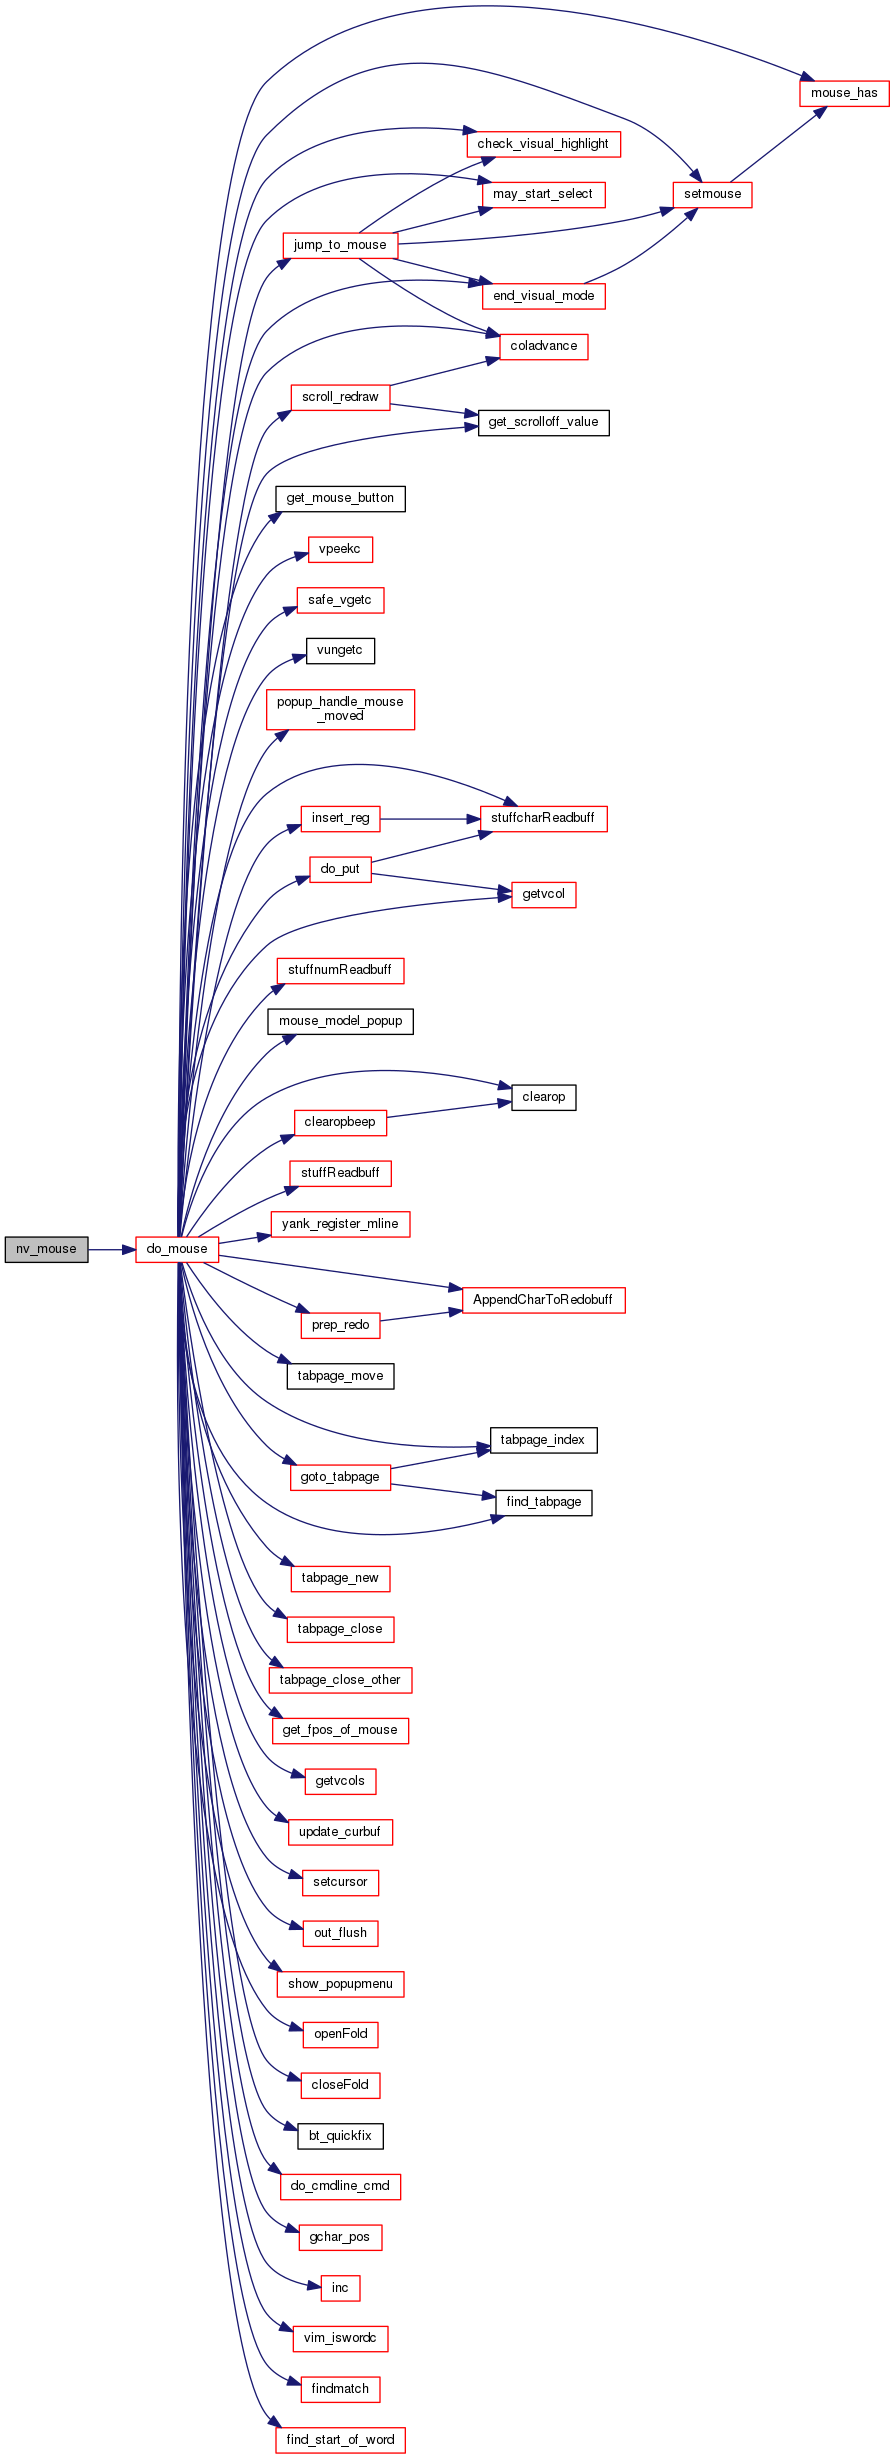 mouse_has
check_visual_highlight
may_start_select
setmouse
jump_to_mouse
end_visual_mode
coladvance
scroll_redraw
get_scrolloff_value
get_mouse_button
vpeekc
safe_vgetc
vungetc
popup_handle_mouse
_moved
insert_reg
stuffcharReadbuff
do_put
getvcol
stuffnumReadbuff
mouse_model_popup
clearop
clearopbeep
stuffReadbuff
yank_register_mline
nv_mouse
do_mouse
AppendCharToRedobuff
prep_redo
tabpage_move
tabpage_index
goto_tabpage
find_tabpage
tabpage_new
tabpage_close
tabpage_close_other
get_fpos_of_mouse
getvcols
update_curbuf
setcursor
out_flush
show_popupmenu
openFold
closeFold
bt_quickfix
do_cmdline_cmd
gchar_pos
inc
vim_iswordc
findmatch
find_start_of_word